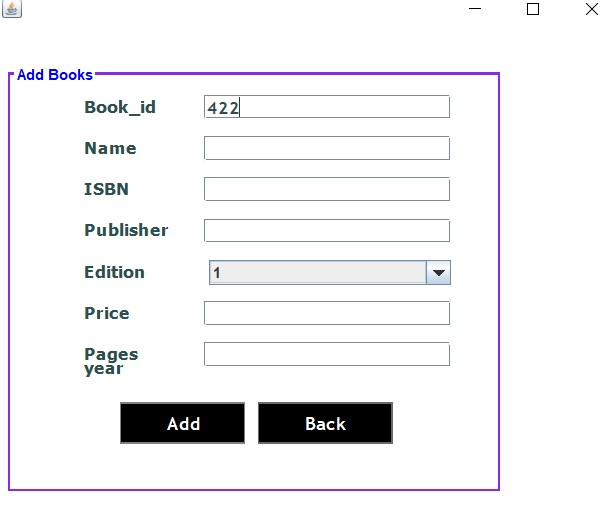 Add Books
Book_id 422
Name
ISBN
Publisher
Edition 1
Price
Pages
year
Add Back